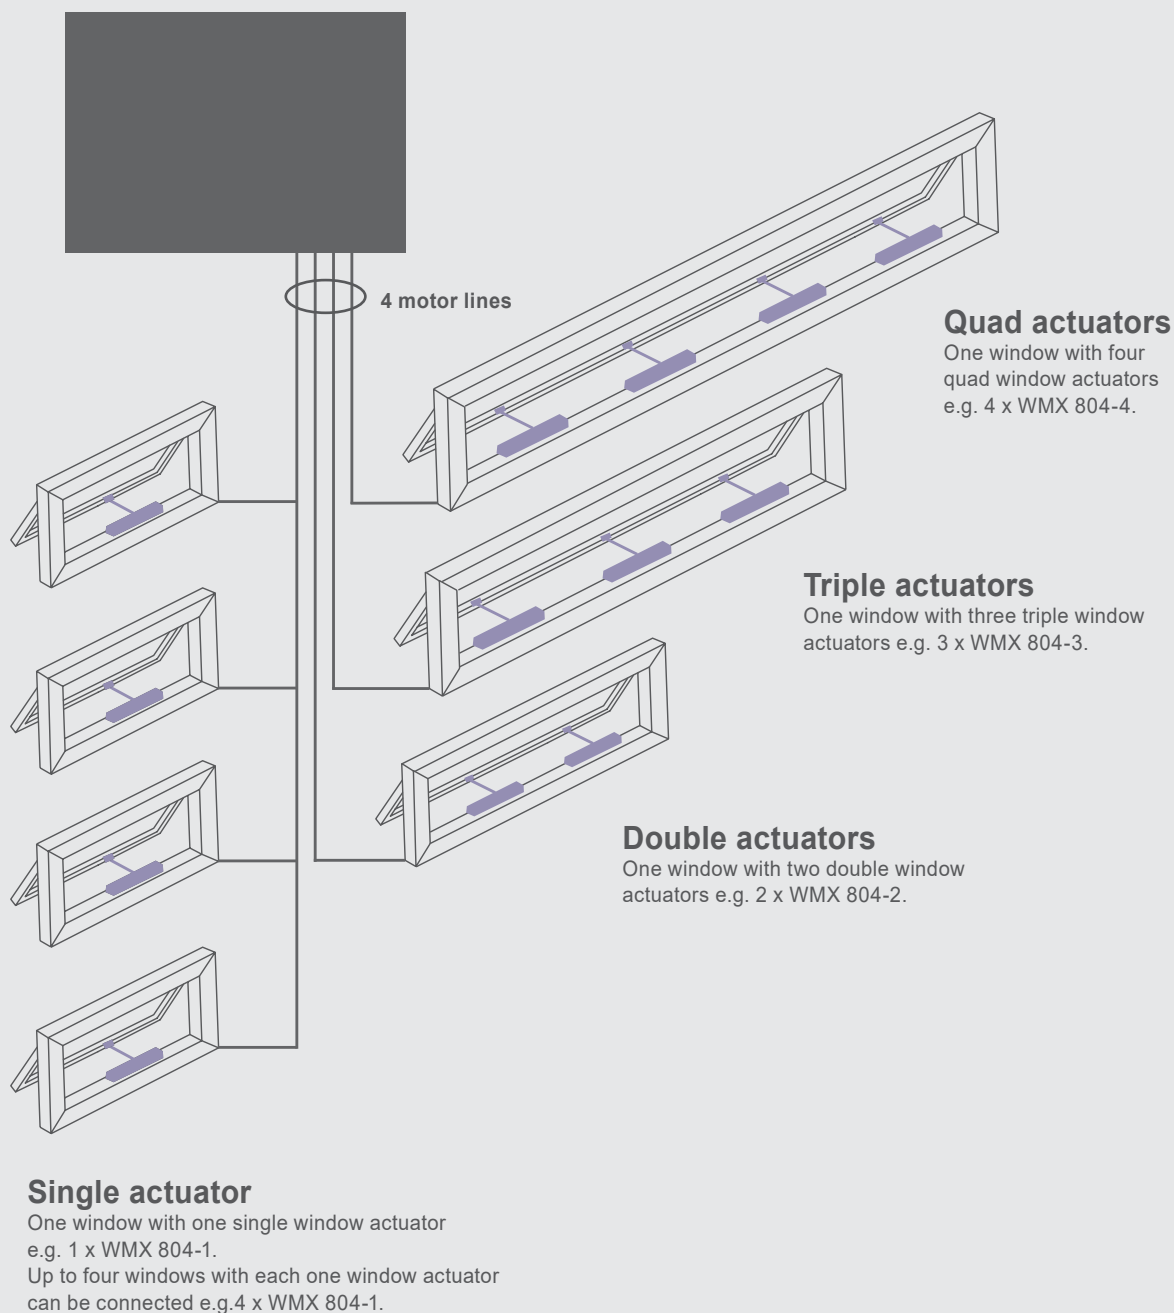 4 motor lines
Quad actuators
One window with four
quad window actuators
e.g. 4 x WMX 804-4.
Triple actuators
One window with three triple window
actuators e.g. 3 x WMX 804-3.
Double actuators
One window with two double window
actuators e.g. 2 x WMX 804-2.
Single actuator
One window with one single window actuator
e.g. 1 x WMX 804-1.
Up to four windows with each one window actuator
can be connected e.g.4 x WMX 804-1.